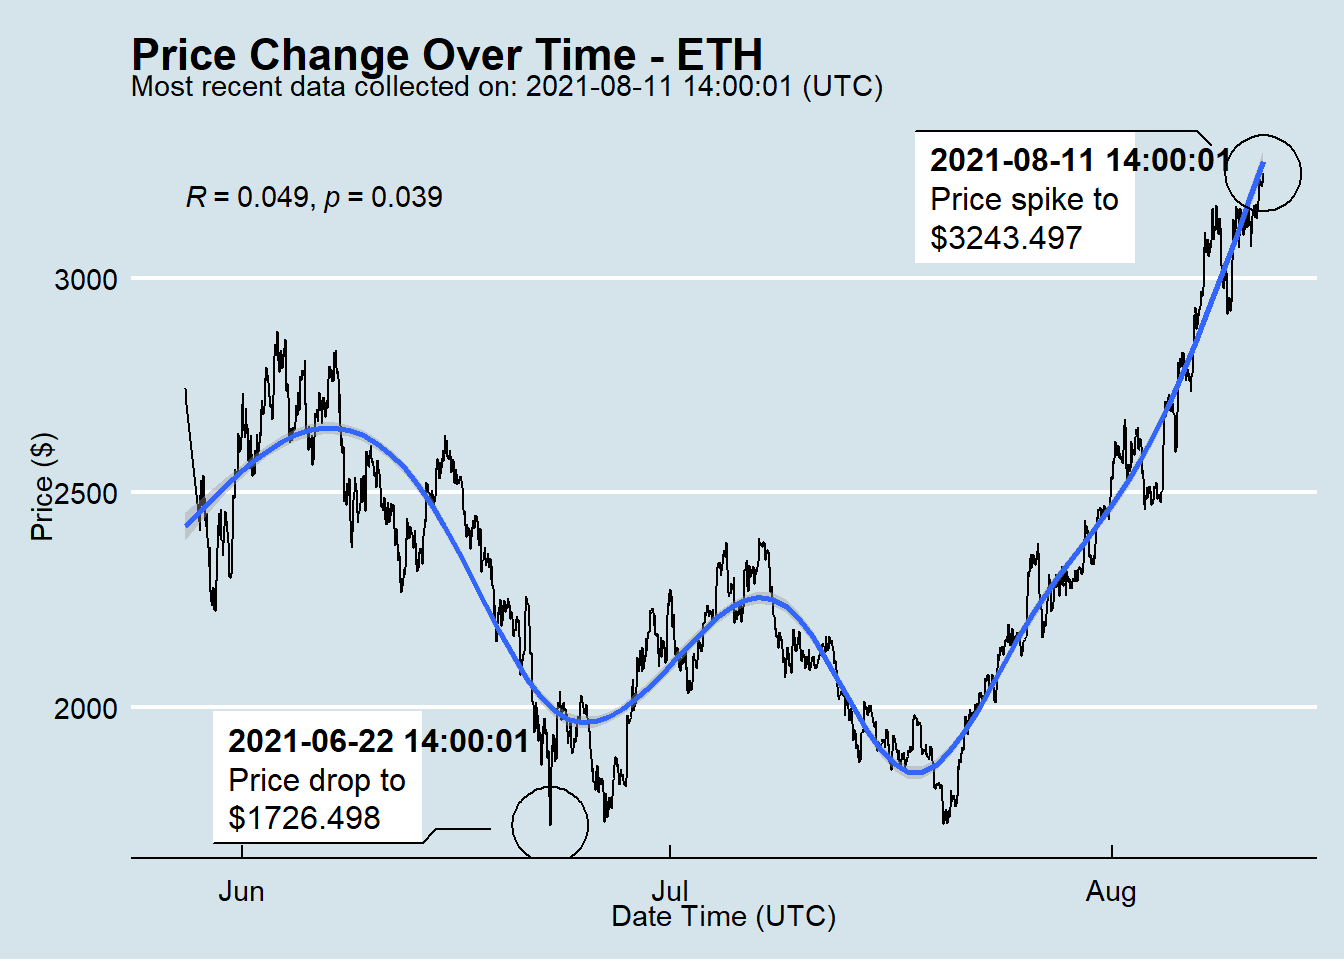 Price Change Over Time - ETH
Most recent data collected on: 2021-08-11 14:00:01 (UTC)
2021-08-11 14:00:01
Price spike to
$3243.497
R = 0.049, p = 0.039
3000
2500
2000
Price ($)
2021-06-22 14:00:01
Price drop to
$1726.498
Jun
Jul
Aug
Date Time (UTC)